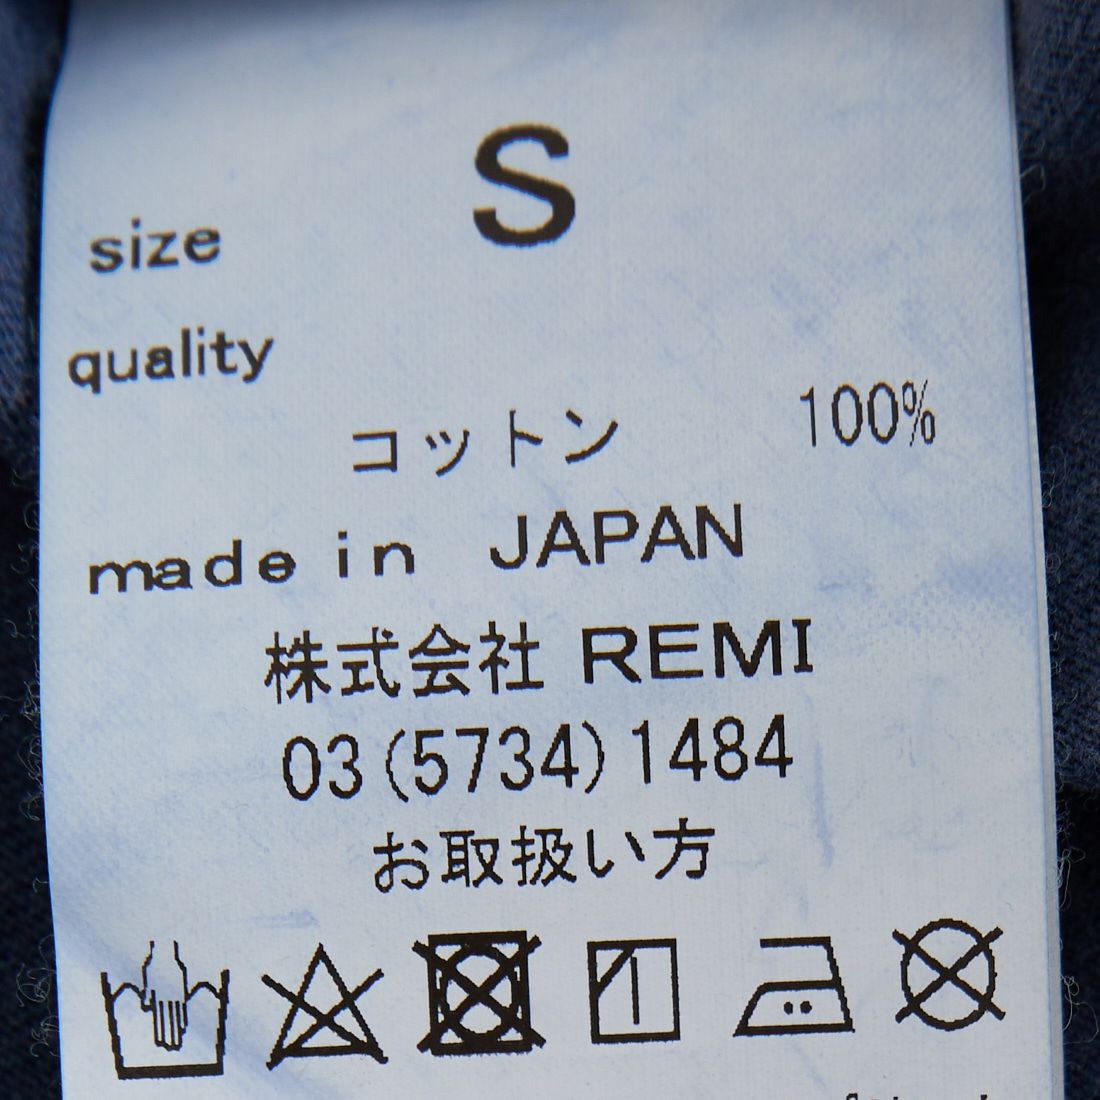 S
size
quality
コットン 100%
made in JAPAN
株式会社 REMI
03(5734)1484
お取扱い方